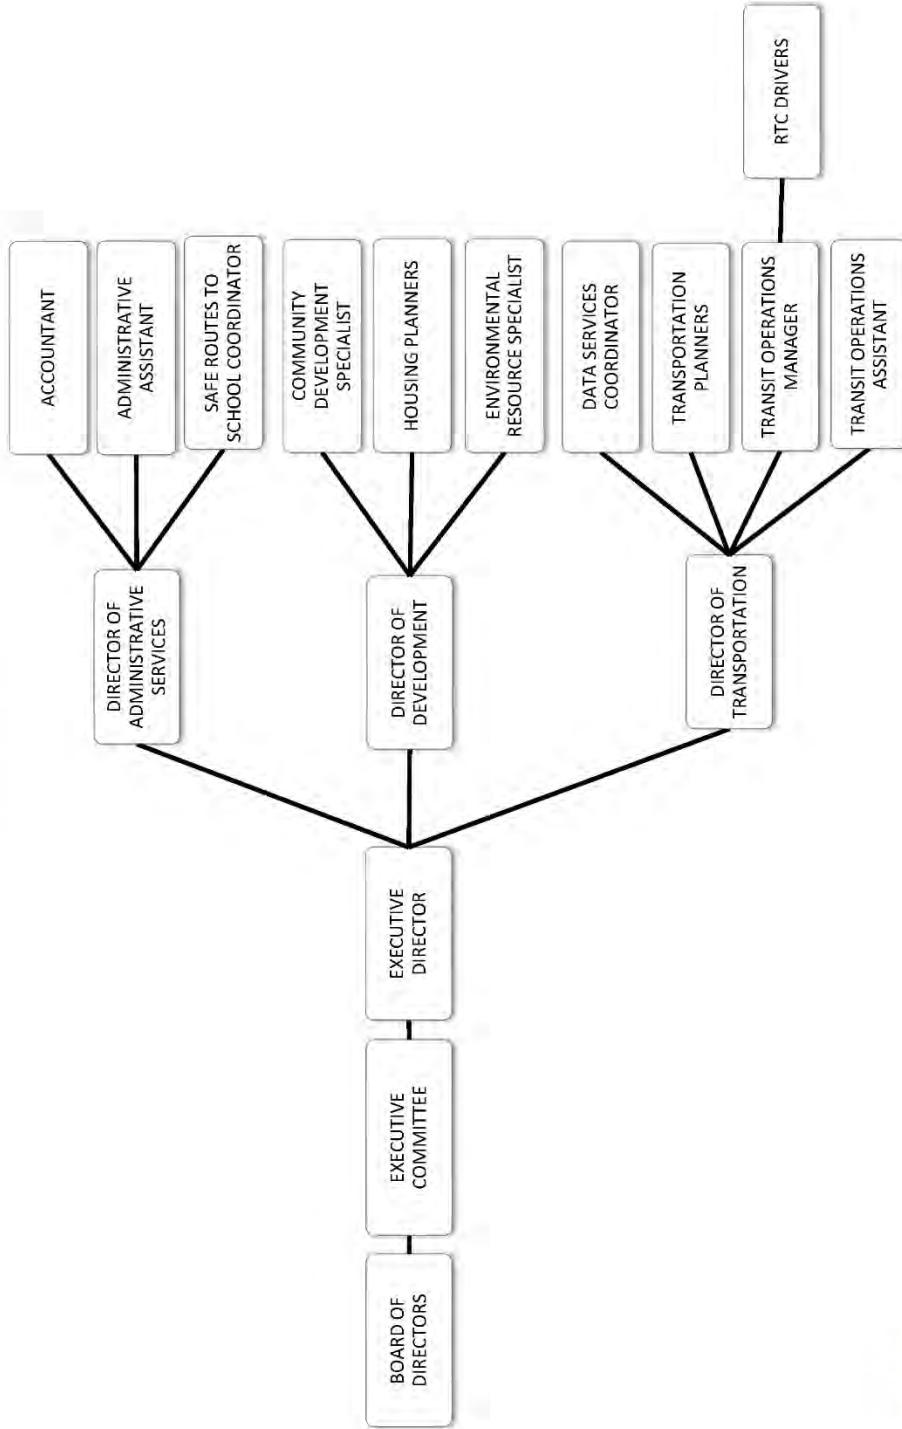 BOARD OF
DIRECTORS
EXECUTIVE
COMMITTEE
EXECUTIVE
DIRECTOR
DIRECTOR OF
ADMINISTRATIVE
SERVICES
DIRECTOR OF
DEVELOPMENT
DIRECTOR OF
TRANSPORTATION
ACCOUNTANT
ADMINISTRATIVE
ASSISTANT
SAFE ROUTES TO
SCHOOL COORDINATOR
COMMUNITY
DEVELOPMENT
SPECIALIST
HOUSING PLANNERS
ENVIRONMENTAL
RESOURCE SPECIALIST
DATA SERVICES
COORDINATOR
TRANSPORTATION
PLANNERS
TRANSIT OPERATIONS
MANAGER
TRANSIT OPERATIONS
ASSISTANT
RTC DRIVERS